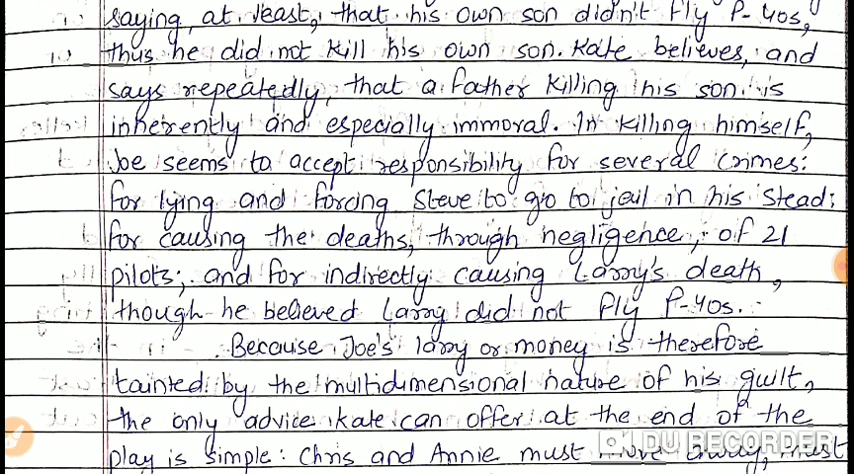 saying, at least, that his own son didn't fly P-40s,
thus he did not kill his own son. Kate believes, and
says repeatedly, that a father killing his son is
inherently and especially immoral. In killing himself,
Joe seems to accept responsibility for several crimes:
for lying and forcing Steve to go to jail in his stead;
for causing the deaths, through negligence, of 21
pilots; and for indirectly causing Larry's death,
though he believed Larry did not fly P-40s.
Because Joe's larry or money is therefore
tainted by the multidimensional nature of his guilt,
the only advice kate can offer at the end of the
play is simple: Chris and Annie must move away, must
DU RECORDER